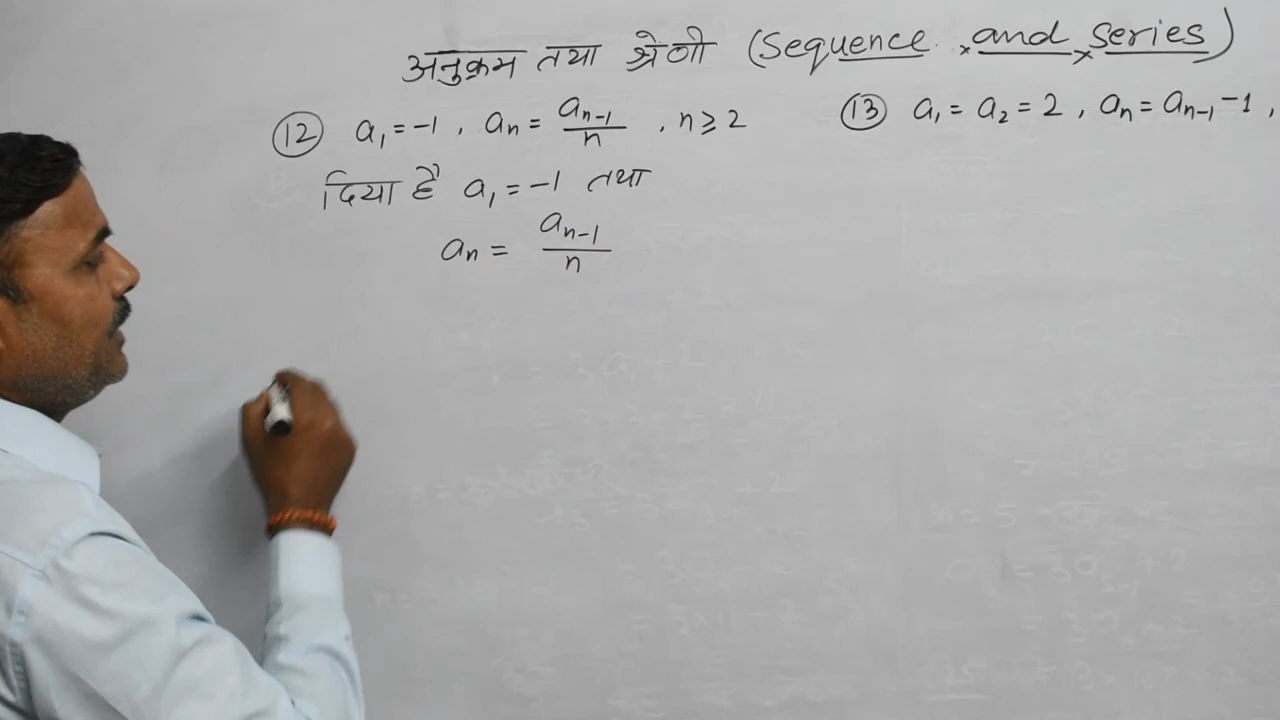 अनुक्रम तथा श्रेणी (Sequence and series)
(12) a₁ = -1, aₙ = aₙ₋₁/n, n ≥ 2
दिया है a₁ = -1 तथा
aₙ = aₙ₋₁/n
(13) a₁ = a₂ = 2, aₙ = aₙ₋₁ -1,